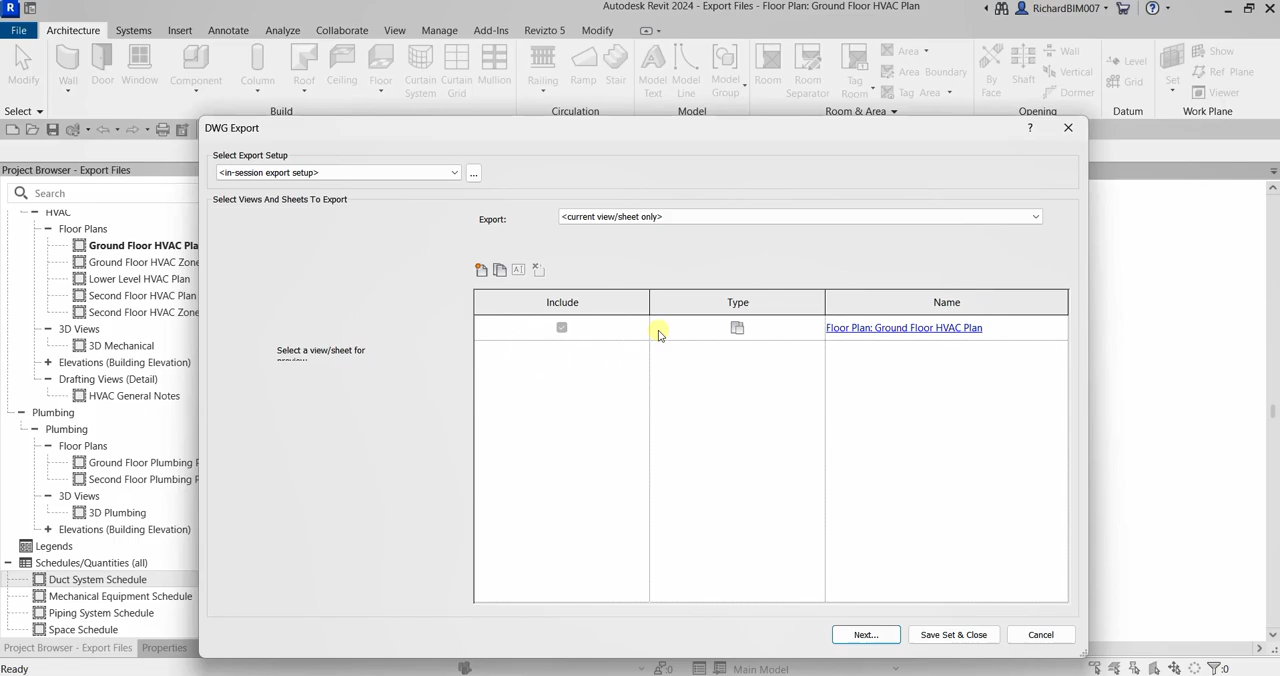 R Autodesk Revit 2024 - Export Files - Floor Plan: Ground Floor HVAC Plan RichardBIM007
File Architecture Systems Insert Annotate Analyze Collaborate View Manage Add-Ins Revizto 5 Modify
Modify Wall Door Window Component Column Roof Ceiling Floor Curtain System Curtain Grid Mullion Railing Ramp Stair Model Text Model Line Model Group Room Room Separator Tag Room Area Area Boundary Tag Area By Face Shaft Wall Vertical Dormer Level Grid Set Show Ref Plane Viewer
Select Build Circulation Model Room & Area Opening Datum Work Plane
DWG Export
Select Export Setup
<in-session export setup> ...
Select Views And Sheets To Export
Export: <current view/sheet only>
Include Type Name
Floor Plan: Ground Floor HVAC Plan
Select a view/sheet for
preview
Next... Save Set & Close Cancel
Project Browser - Export Files
Search
HVAC
Floor Plans
Ground Floor HVAC Pla
Ground Floor HVAC Zone
Lower Level HVAC Plan
Second Floor HVAC Plan
Second Floor HVAC Zone
3D Views
3D Mechanical
Elevations (Building Elevation)
Drafting Views (Detail)
HVAC General Notes
Plumbing
Plumbing
Floor Plans
Ground Floor Plumbing P
Second Floor Plumbing P
3D Views
3D Plumbing
Elevations (Building Elevation)
Legends
Schedules/Quantities (all)
Duct System Schedule
Mechanical Equipment Schedule
Piping System Schedule
Space Schedule
Project Browser - Export Files Properties
Ready :0 Main Model :0